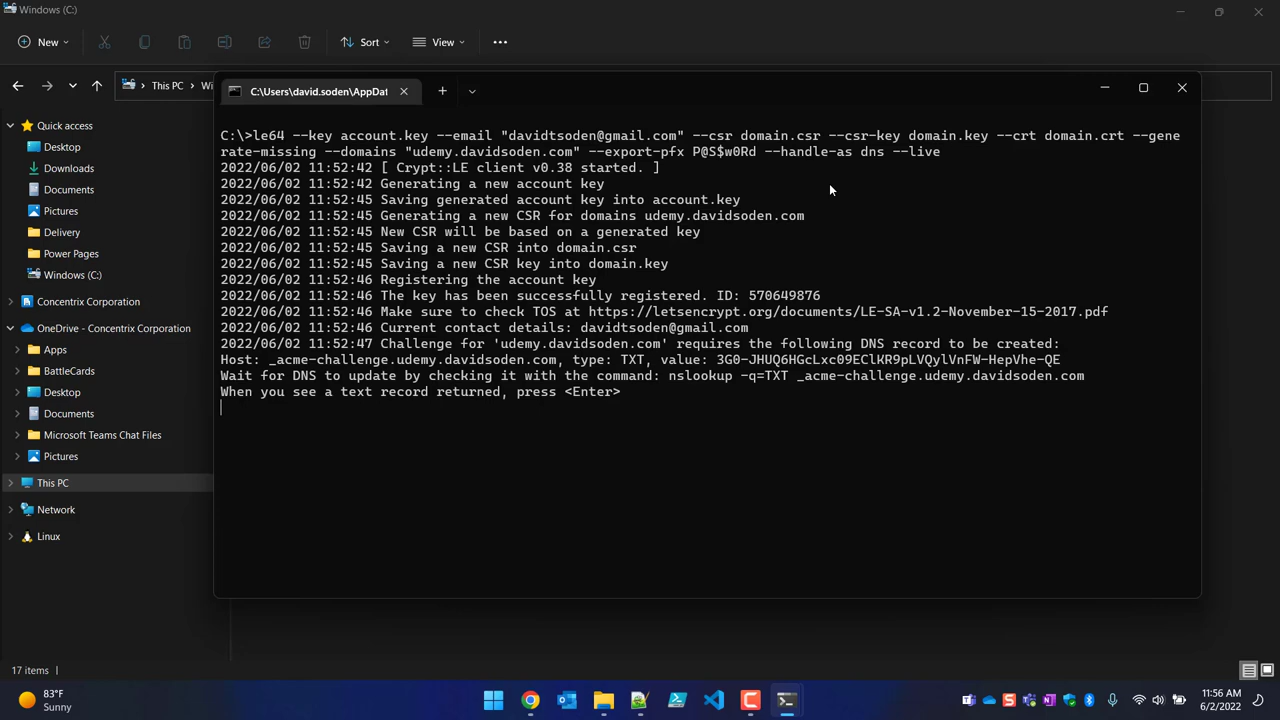 Windows (C:)
New
Sort
View
This PC
Wi
C:\Users\david.soden\AppDat
Quick access
Desktop
Downloads
Documents
Pictures
Delivery
Power Pages
Windows (C:)
Concentrix Corporation
OneDrive - Concentrix Corporation
Apps
BattleCards
Desktop
Documents
Microsoft Teams Chat Files
Pictures
This PC
Network
Linux
C:\>le64 --key account.key --email "davidtsoden@gmail.com" --csr domain.csr --csr-key domain.key --crt domain.crt --gene
rate-missing --domains "udemy.davidsoden.com" --export-pfx P@S$w0Rd --handle-as dns --live
2022/06/02 11:52:42 [ Crypt::LE client v0.38 started. ]
2022/06/02 11:52:42 Generating a new account key
2022/06/02 11:52:45 Saving generated account key into account.key
2022/06/02 11:52:45 Generating a new CSR for domains udemy.davidsoden.com
2022/06/02 11:52:45 New CSR will be based on a generated key
2022/06/02 11:52:45 Saving a new CSR into domain.csr
2022/06/02 11:52:45 Saving a new CSR key into domain.key
2022/06/02 11:52:46 Registering the account key
2022/06/02 11:52:46 The key has been successfully registered. ID: 570649876
2022/06/02 11:52:46 Make sure to check TOS at https://letsencrypt.org/documents/LE-SA-v1.2-November-15-2017.pdf
2022/06/02 11:52:46 Current contact details: davidtsoden@gmail.com
2022/06/02 11:52:47 Challenge for 'udemy.davidsoden.com' requires the following DNS record to be created:
Host: _acme-challenge.udemy.davidsoden.com, type: TXT, value: 3G0-JHUQ6HGcLxc09EClKR9pLVQylVnFW-HepVhe-QE
Wait for DNS to update by checking it with the command: nslookup -q=TXT _acme-challenge.udemy.davidsoden.com
When you see a text record returned, press <Enter>
17 items
83°F
Sunny
11:56 AM
6/2/2022